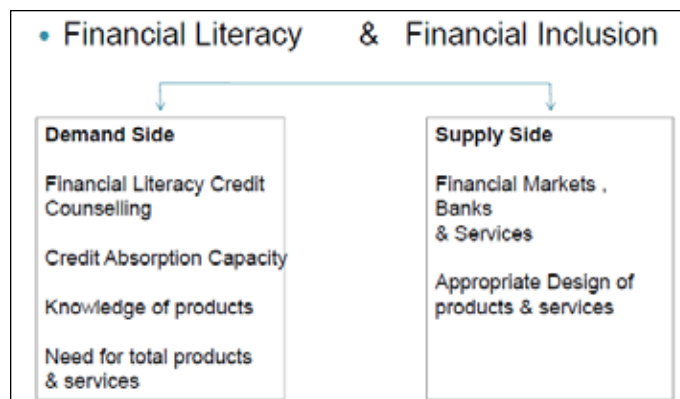 • Financial Literacy & Financial Inclusion
Demand Side
Financial Literacy Credit
Counselling
Credit Absorption Capacity
Knowledge of products
Need for total products
& services
Supply Side
Financial Markets ,
Banks
& Services
Appropriate Design of
products & services